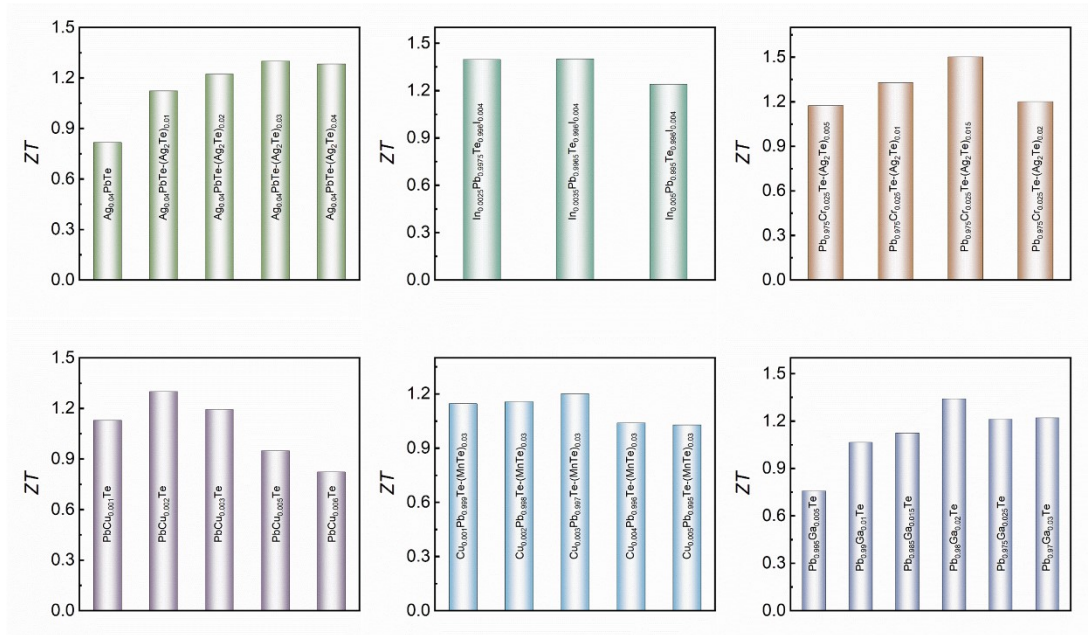 1.5
1.2
0.9
0.6
0.3
0.0
ZT
Ag0.04PbTe
Ag0.04PbTe-(Ag2Te)0.01
Ag0.04PbTe-(Ag2Te)0.02
Ag0.04PbTe-(Ag2Te)0.03
Ag0.04PbTe-(Ag2Te)0.04
1.5
1.2
0.9
0.6
0.3
0.0
ZT
In0.0025Pb0.9975Te0.996I0.004
In0.0035Pb0.9965Te0.996I0.004
In0.005Pb0.995Te0.996I0.004
1.5
1.2
0.9
0.6
0.3
0.0
ZT
Pb0.975Cr0.025Te-(Ag2Te)0.005
Pb0.975Cr0.025Te-(Ag2Te)0.01
Pb0.975Cr0.025Te-(Ag2Te)0.015
Pb0.975Cr0.025Te-(Ag2Te)0.02
1.5
1.2
0.9
0.6
0.3
0.0
ZT
PbCu0.001Te
PbCu0.002Te
PbCu0.003Te
PbCu0.005Te
PbCu0.006Te
1.2
0.9
0.6
0.3
0.0
ZT
Cu0.001Pb0.999Te-(MnTe)0.03
Cu0.002Pb0.998Te-(MnTe)0.03
Cu0.003Pb0.997Te-(MnTe)0.03
Cu0.004Pb0.996Te-(MnTe)0.03
Cu0.005Pb0.995Te-(MnTe)0.03
1.5
1.2
0.9
0.6
0.3
0.0
ZT
Pb0.995Ga0.005Te
Pb0.99Ga0.01Te
Pb0.985Ga0.015Te
Pb0.98Ga0.02Te
Pb0.975Ga0.025Te
Pb0.97Ga0.03Te